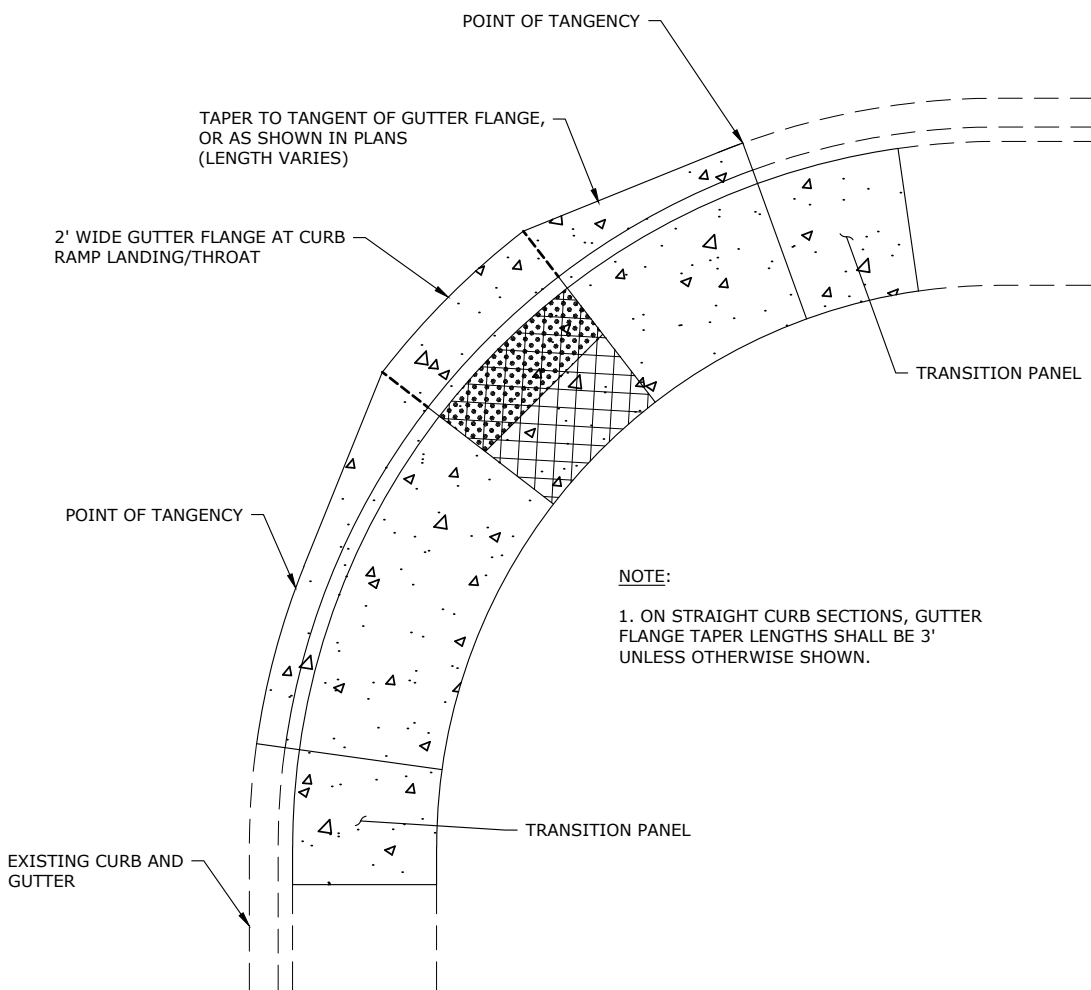 POINT OF TANGENCY
TAPER TO TANGENT OF GUTTER FLANGE,
OR AS SHOWN IN PLANS
(LENGTH VARIES)
2' WIDE GUTTER FLANGE AT CURB
RAMP LANDING/THROAT
TRANSITION PANEL
POINT OF TANGENCY
NOTE:
1. ON STRAIGHT CURB SECTIONS, GUTTER
FLANGE TAPER LENGTHS SHALL BE 3'
UNLESS OTHERWISE SHOWN.
TRANSITION PANEL
EXISTING CURB AND
GUTTER